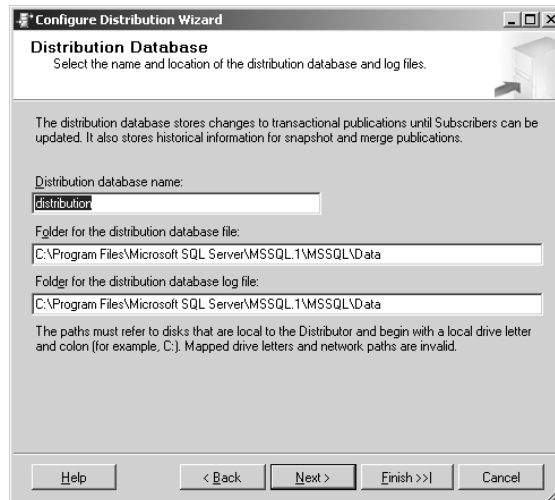 Configure Distribution Wizard
Distribution Database
Select the name and location of the distribution database and log files.
The distribution database stores changes to transactional publications until Subscribers can be
updated. It also stores historical information for snapshot and merge publications.
Distribution database name:
distribution
Folder for the distribution database file:
C:\Program Files\Microsoft SQL Server\MSSQL.1\MSSQL\Data
Folder for the distribution database log file:
C:\Program Files\Microsoft SQL Server\MSSQL.1\MSSQL\Data
The paths must refer to disks that are local to the Distributor and begin with a local drive letter
and colon (for example, C:). Mapped drive letters and network paths are invalid.
Help < Back Next > Finish >>| Cancel